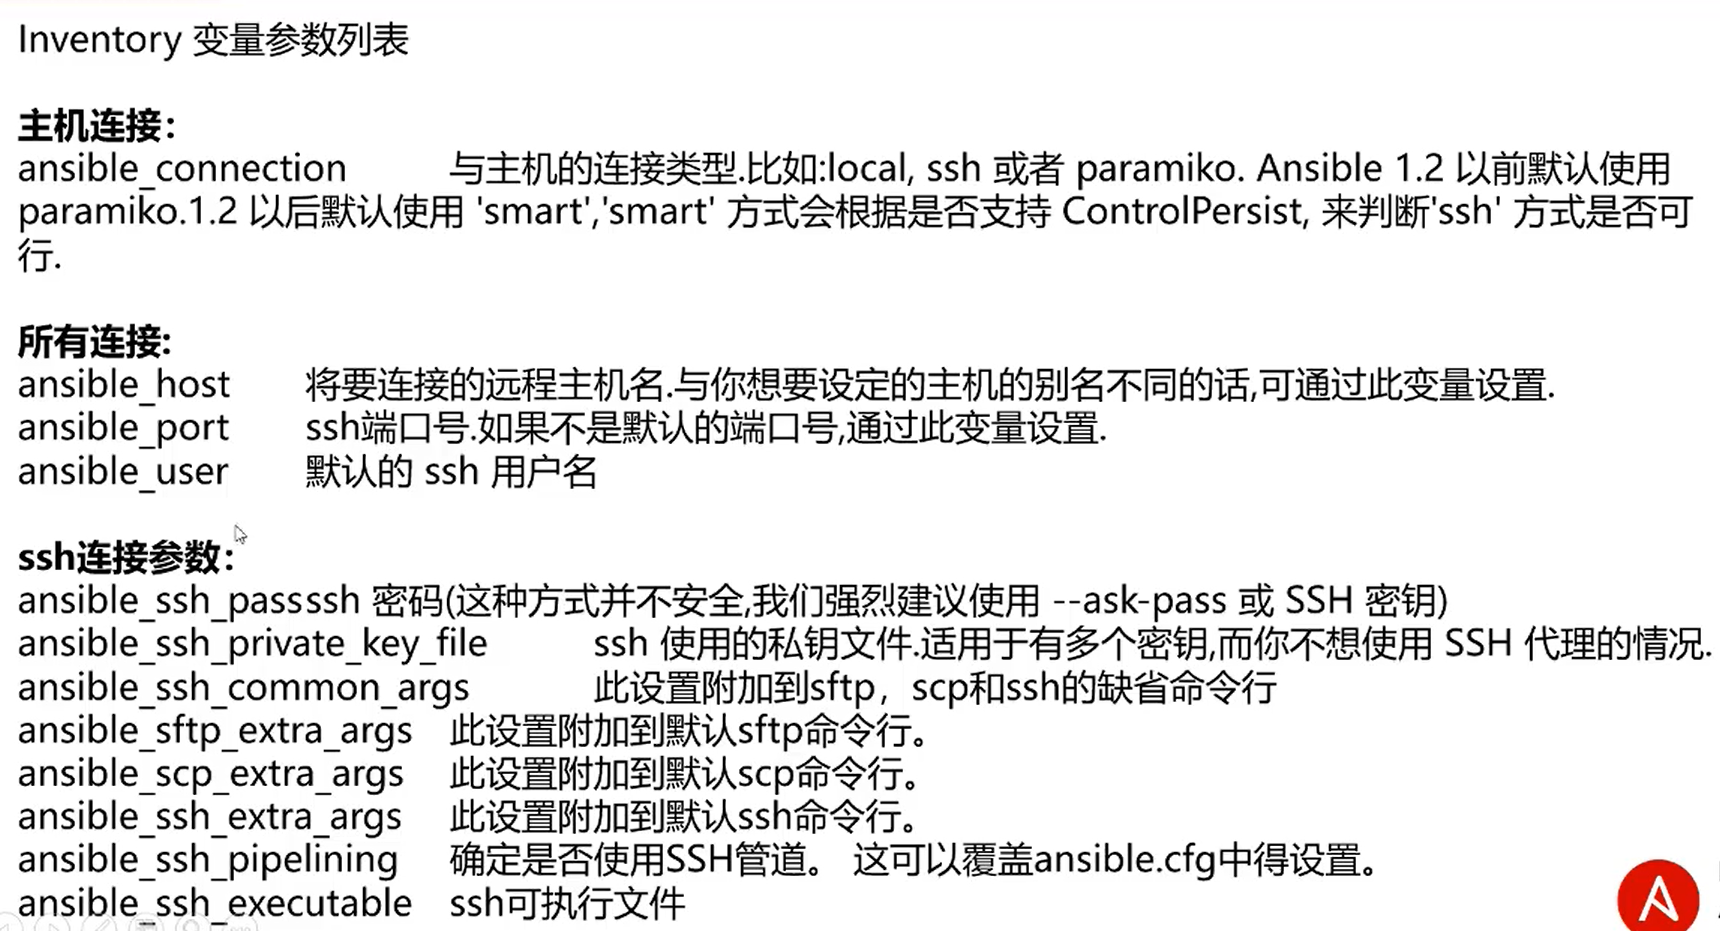 Inventory 变量参数列表
主机连接：
ansible_connection 与主机的连接类型.比如:local, ssh 或者 paramiko. Ansible 1.2 以前默认使用
paramiko.1.2 以后默认使用 'smart','smart' 方式会根据是否支持 ControlPersist, 来判断'ssh' 方式是否可
行.
所有连接:
ansible_host 将要连接的远程主机名.与你想要设定的主机的别名不同的话,可通过此变量设置.
ansible_port ssh端口号.如果不是默认的端口号,通过此变量设置.
ansible_user 默认的 ssh 用户名
ssh连接参数：
ansible_ssh_passssh 密码(这种方式并不安全,我们强烈建议使用 --ask-pass 或 SSH 密钥)
ansible_ssh_private_key_file ssh 使用的私钥文件.适用于有多个密钥,而你不想使用 SSH 代理的情况.
ansible_ssh_common_args 此设置附加到sftp，scp和ssh的缺省命令行
ansible_sftp_extra_args 此设置附加到默认sftp命令行。
ansible_scp_extra_args 此设置附加到默认scp命令行。
ansible_ssh_extra_args 此设置附加到默认ssh命令行。
ansible_ssh_pipelining 确定是否使用SSH管道。 这可以覆盖ansible.cfg中得设置。
ansible_ssh_executable ssh可执行文件